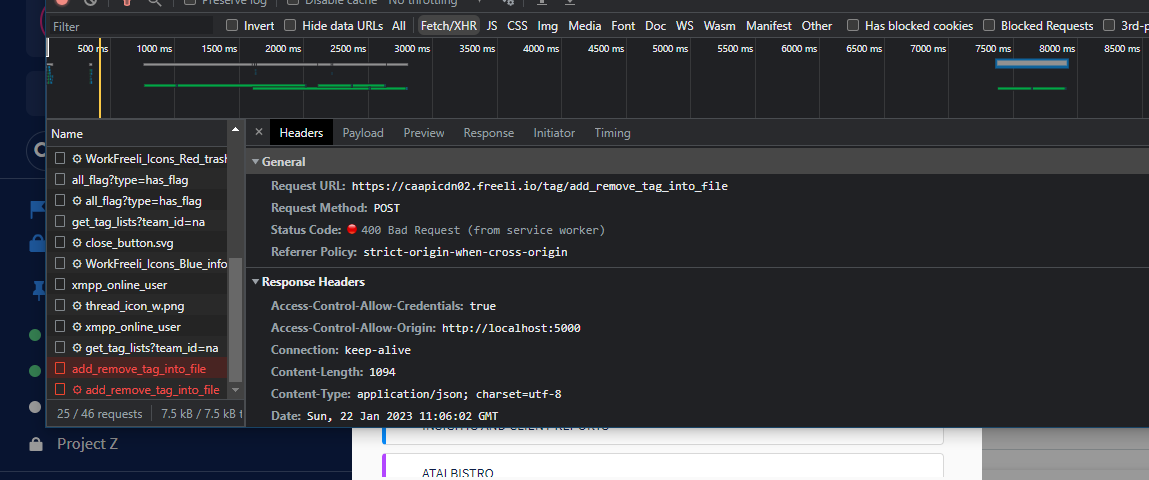 Preserve log Disable cache No throttling
Filter Invert Hide data URLs All Fetch/XHR JS CSS Img Media Font Doc WS Wasm Manifest Other Has blocked cookies Blocked Requests 3rd-p
500 ms 1000 ms 1500 ms 2000 ms 2500 ms 3000 ms 3500 ms 4000 ms 4500 ms 5000 ms 5500 ms 6000 ms 6500 ms 7000 ms 7500 ms 8000 ms 8500 ms
Name
WorkFreeli_Icons_Red_trash
all_flag?type=has_flag
all_flag?type=has_flag
get_tag_lists?team_id=na
close_button.svg
WorkFreeli_Icons_Blue_info
xmpp_online_user
thread_icon_w.png
xmpp_online_user
get_tag_lists?team_id=na
add_remove_tag_into_file
add_remove_tag_into_file
25 / 46 requests 7.5 kB / 7.5 kB t
× Headers Payload Preview Response Initiator Timing
General
Request URL: https://caapicdn02.freeli.io/tag/add_remove_tag_into_file
Request Method: POST
Status Code: 400 Bad Request (from service worker)
Referrer Policy: strict-origin-when-cross-origin
Response Headers
Access-Control-Allow-Credentials: true
Access-Control-Allow-Origin: http://localhost:5000
Connection: keep-alive
Content-Length: 1094
Content-Type: application/json; charset=utf-8
Date: Sun, 22 Jan 2023 11:06:02 GMT
Project Z
INSIGHTS AND CLIENT REPORTS
ATALBISTRO